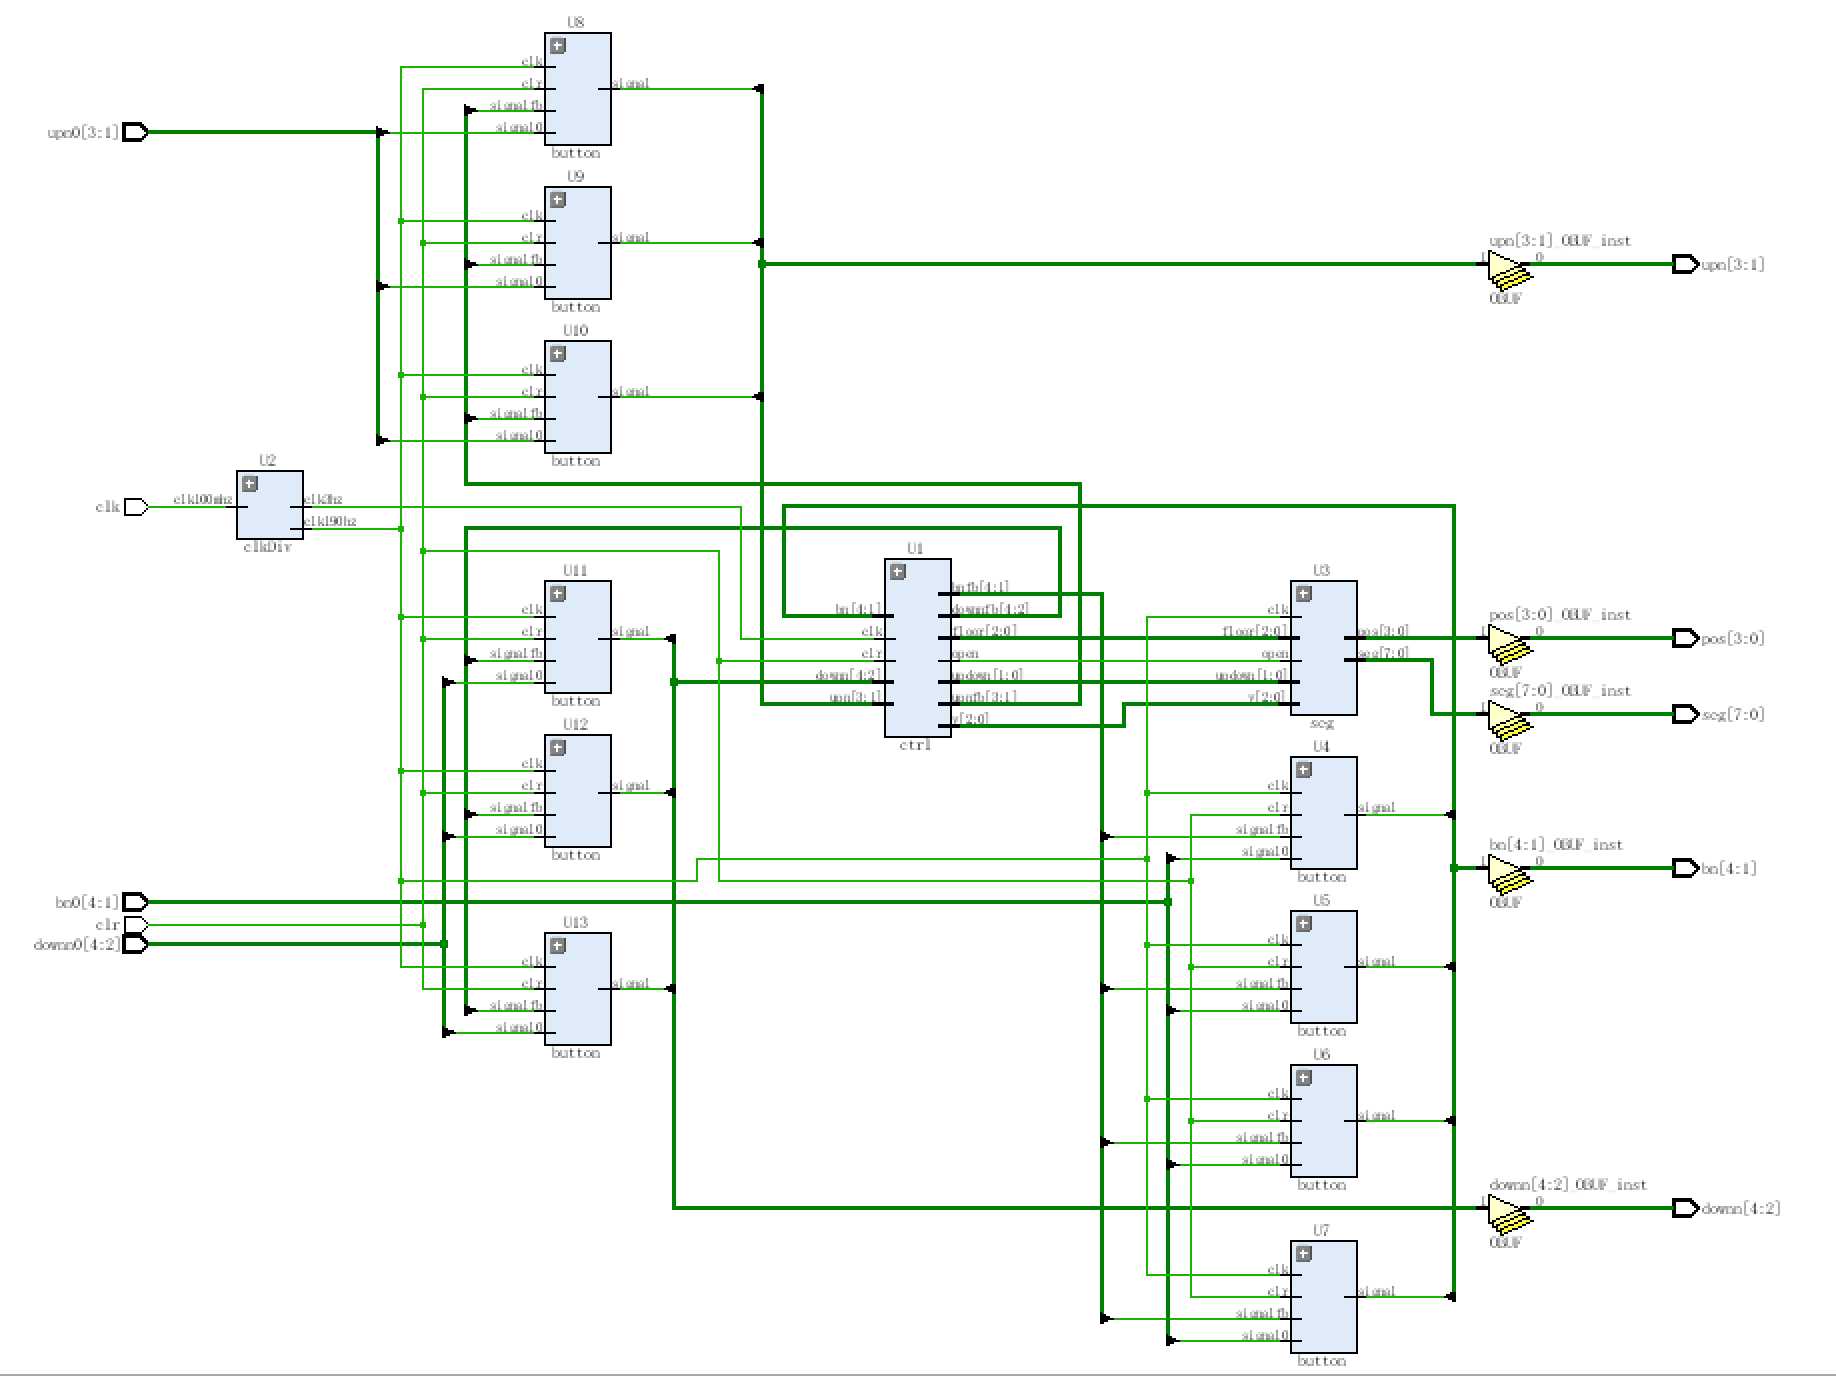 U8
clk
clr
signalfb
signal0
signal
button
upn0[3:1]
U9
clk
clr
signalfb
signal0
signal
button
upn[3:1]_OBUF_inst
I
O
OBUF
upn[3:1]
U10
clk
clr
signalfb
signal0
signal
button
U2
clk
clk100mhz
clk3hz
clk190hz
clkDiv
U11
clk
clr
signalfb
signal0
signal
button
U1
bn[4:1]
clk
clr
downn[4:2]
upn[3:1]
bnfb[4:1]
downnfb[4:2]
floor[2:0]
open
updown[1:0]
upnfb[3:1]
y[2:0]
ctrl
U3
clk
floor[2:0]
open
updown[1:0]
y[2:0]
pos[3:0]
seg[7:0]
seg
pos[3:0]_OBUF_inst
I
O
OBUF
pos[3:0]
seg[7:0]_OBUF_inst
I
O
OBUF
seg[7:0]
U12
clk
clr
signalfb
signal0
signal
button
U4
clk
clr
signalfb
signal0
signal
button
bn[4:1]_OBUF_inst
I
O
OBUF
bn[4:1]
bn0[4:1]
clr
downn0[4:2]
U13
clk
clr
signalfb
signal0
signal
button
U5
clk
clr
signalfb
signal0
signal
button
U6
clk
clr
signalfb
signal0
signal
button
downn[4:2]_OBUF_inst
I
O
OBUF
downn[4:2]
U7
clk
clr
signalfb
signal0
signal
button